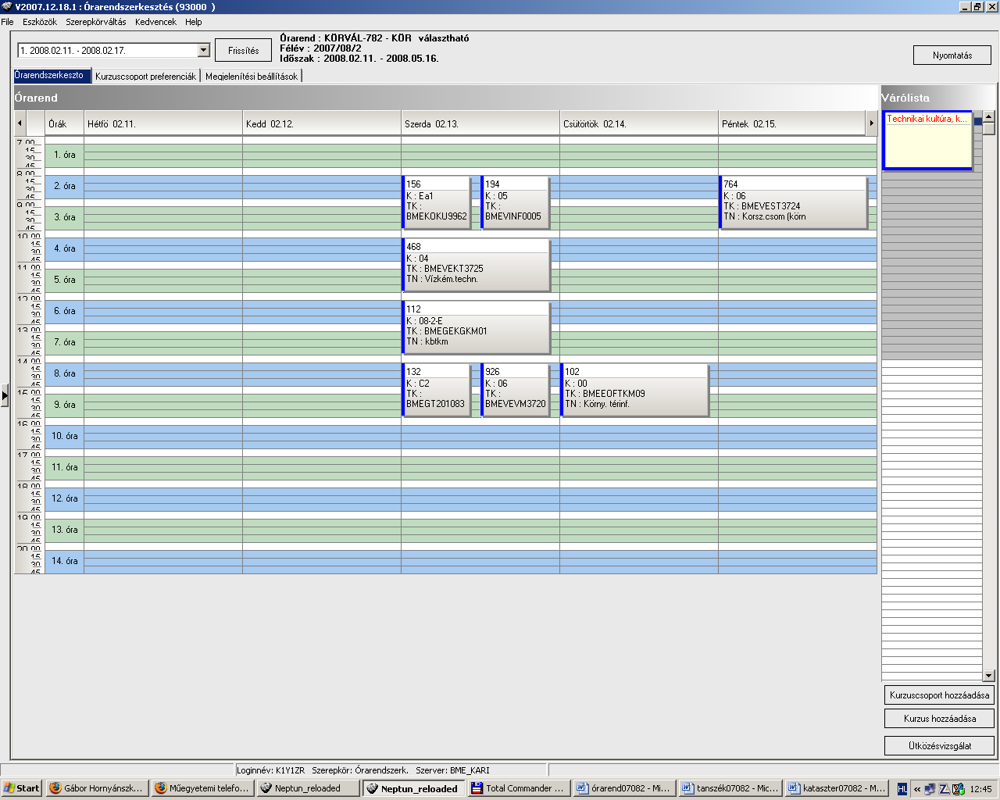 V2007.12.18.1 : Órarendszerkesztés (93000 )
File Eszközök Szerepkörváltás Kedvencek Help
1. 2008.02.11. - 2008.02.17.
Frissítés
Órarend : KÖRVÁL-782 - KÖR választható
Félév : 2007/08/2
Időszak : 2008.02.11. - 2008.05.16.
Nyomtatás
Órarendszerkeszto Kurzuscsoport preferenciák Megjelenítési beállítások
Órarend
Várólista
Órák Hétfő 02.11. Kedd 02.12. Szerda 02.13. Csütörtök 02.14. Péntek 02.15.
Technikai kultúra, k...
7 00
15
30
45
1. óra
8 00
15
30
45
2. óra
9 00
15
30
45
3. óra
156
K : Ea1
TK :
BMEKOKU9962
194
K : 05
TK :
BMEVINF0005
764
K : 06
TK : BMEVEST3724
TN : Korsz.csom (körn
10 00
15
30
45
4. óra
11 00
15
30
45
5. óra
468
K : 04
TK : BMEVEKT3725
TN : Vízkém.techn.
12 00
15
30
45
6. óra
13 00
15
30
45
7. óra
112
K : 08-2-E
TK : BMEGEKGKM01
TN : kbtkm
14 00
15
30
45
8. óra
15 00
15
30
45
9. óra
132
K : C2
TK :
BMEGT201083
926
K : 06
TK :
BMEVEVM3720
102
K : 00
TK : BMEEOFTKM09
TN : Körny. térinf.
16 00
15
30
45
10. óra
17 00
15
30
45
11. óra
18 00
15
30
45
12. óra
19 00
15
30
45
13. óra
20 00
15
30
45
14. óra
Kurzuscsoport hozzáadása
Kurzus hozzáadása
Ütközésvizsgálat
Loginnév: K1Y1ZR Szerepkör: Órarendszerk. Szerver: BME_KARI
Start Gábor Hornyánszk... Műegyetemi telefo... Neptun_reloaded Neptun_reloaded Total Commander ... órarend07082 - Mi... tanszék07082 - Mic... kataszter07082 - M... HU « 12:45